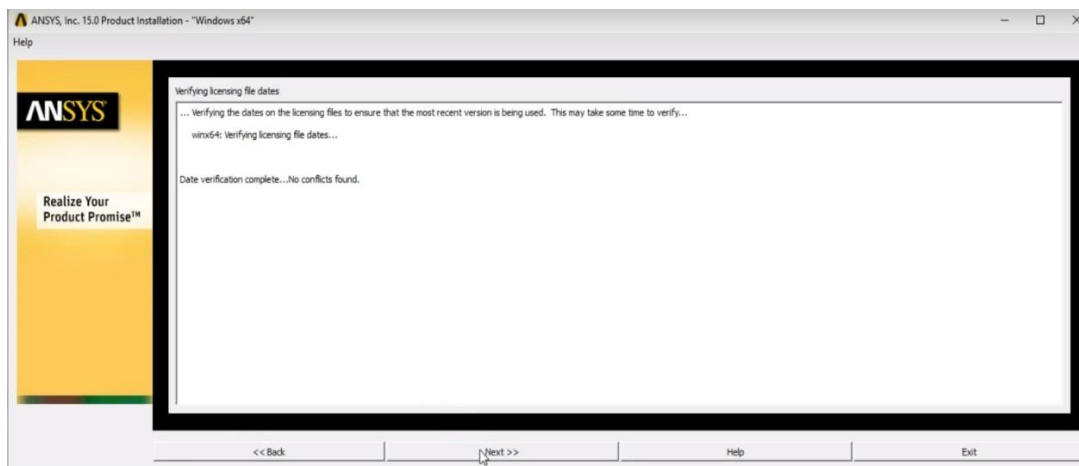 ANSYS, Inc. 15.0 Product Installation - "Windows x64"
Help
ANSYS
Realize Your
Product Promise™
Verifying licensing file dates
... Verifying the dates on the licensing files to ensure that the most recent version is being used. This may take some time to verify...
winx64: Verifying licensing file dates...
Date verification complete...No conflicts found.
<< Back
Next >>
Help
Exit